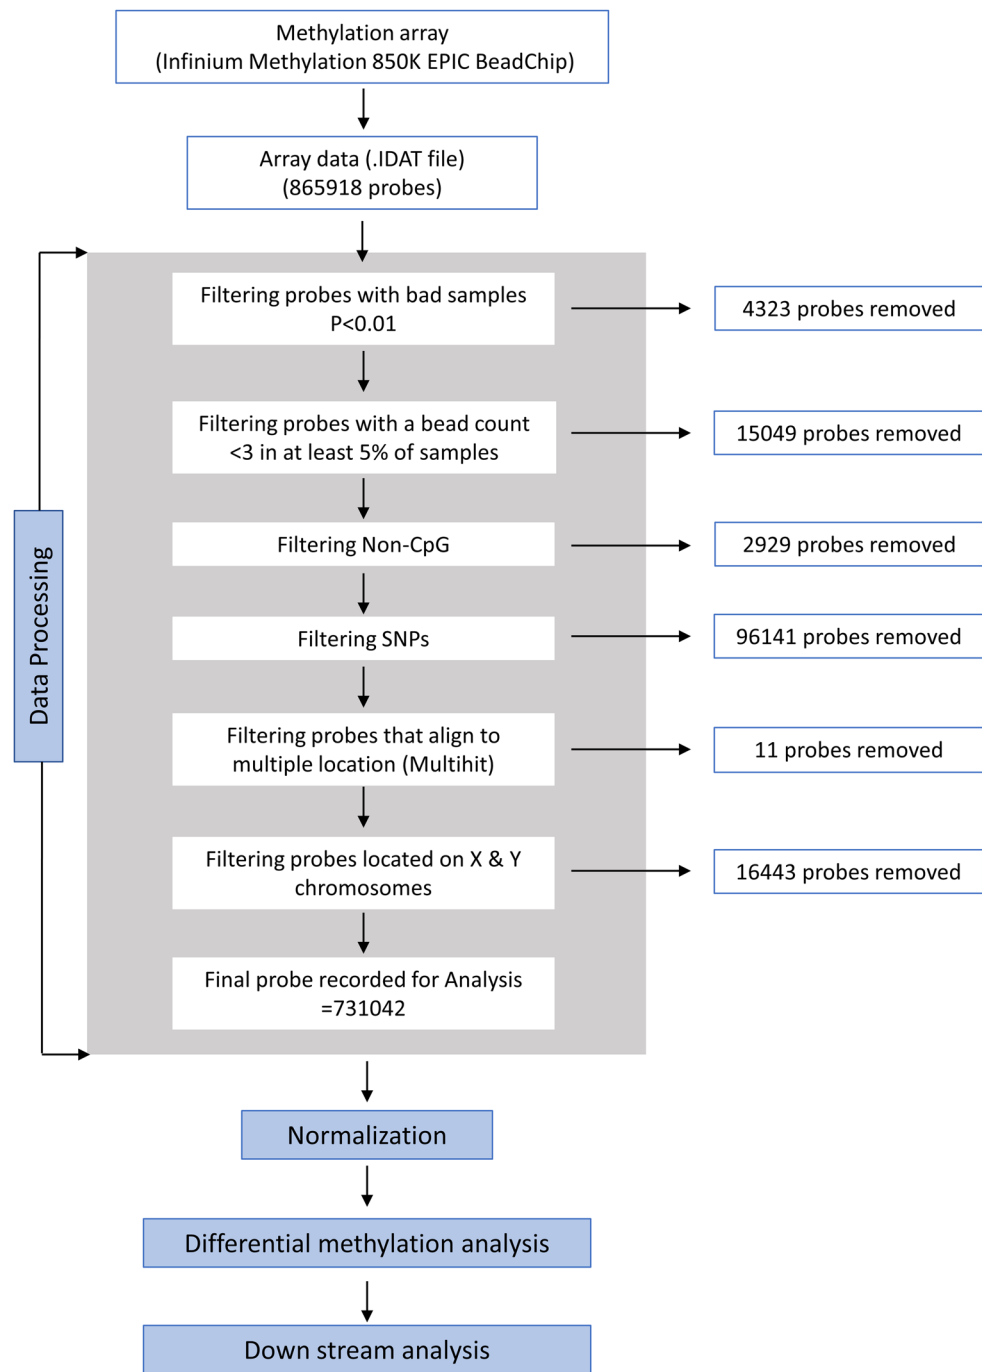 Methylation array
(Infinium Methylation 850K EPIC BeadChip)
Array data (.IDAT file)
(865918 probes)
Filtering probes with bad samples
P<0.01
4323 probes removed
Filtering probes with a bead count
<3 in at least 5% of samples
15049 probes removed
Filtering Non-CpG
2929 probes removed
Filtering SNPs
96141 probes removed
Filtering probes that align to
multiple location (Multihit)
11 probes removed
Filtering probes located on X & Y
chromosomes
16443 probes removed
Final probe recorded for Analysis
=731042
Data Processing
Normalization
Differential methylation analysis
Down stream analysis